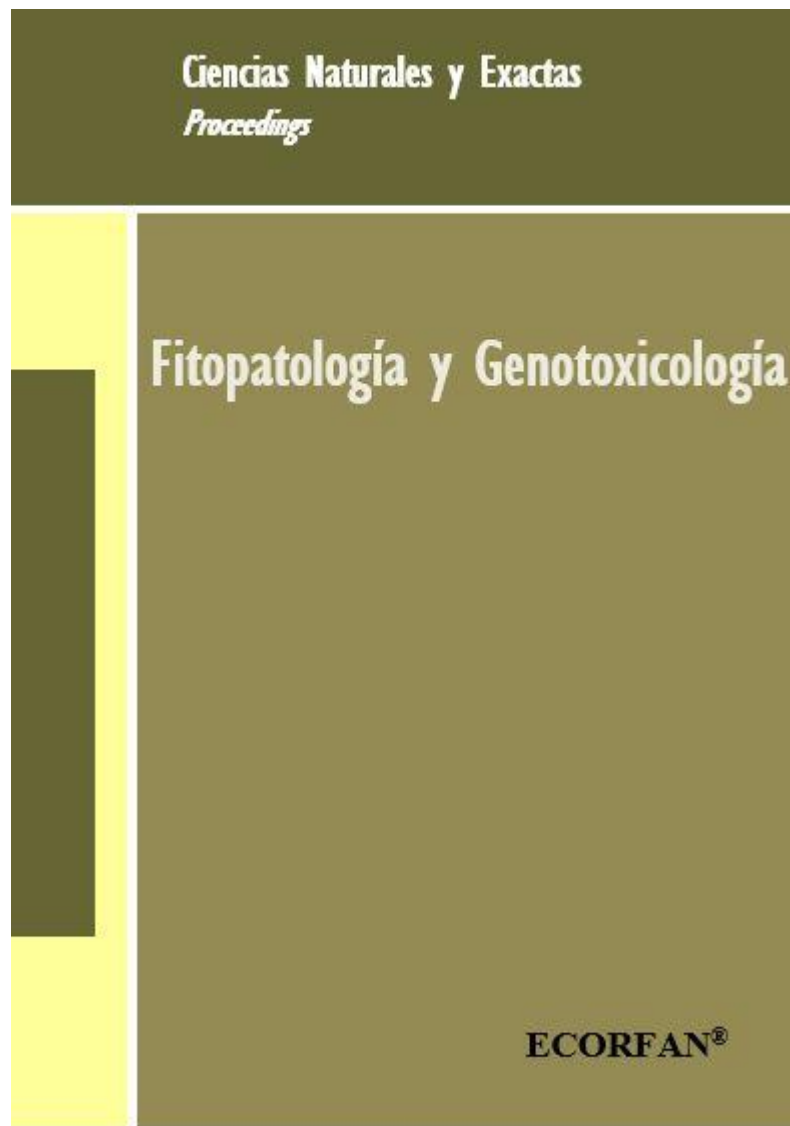 Ciencias Naturales y Exactas
Proceedings
Fitopatología y Genotoxicología
ECORFAN®